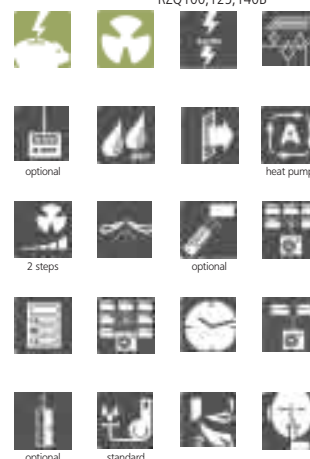 RZQ100,125,140B
optional
heat pump
2 steps
optional
A
optional
standard